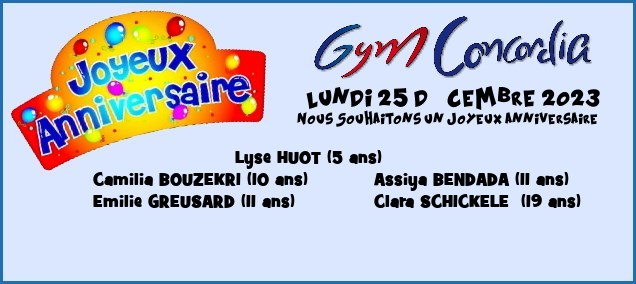 Joyeux
Anniversaire
Gym Concordia
LUNDI 25 D CEMBRE 2023
NOUS SOUHAITONS UN JOYEUX ANNIVERSAIRE
Lyse HUOT (5 ans)
Camilia BOUZEKRI (10 ans) Assiya BENDADA (11 ans)
Emilie GREUSARD (11 ans) Clara SCHICKELE (19 ans)